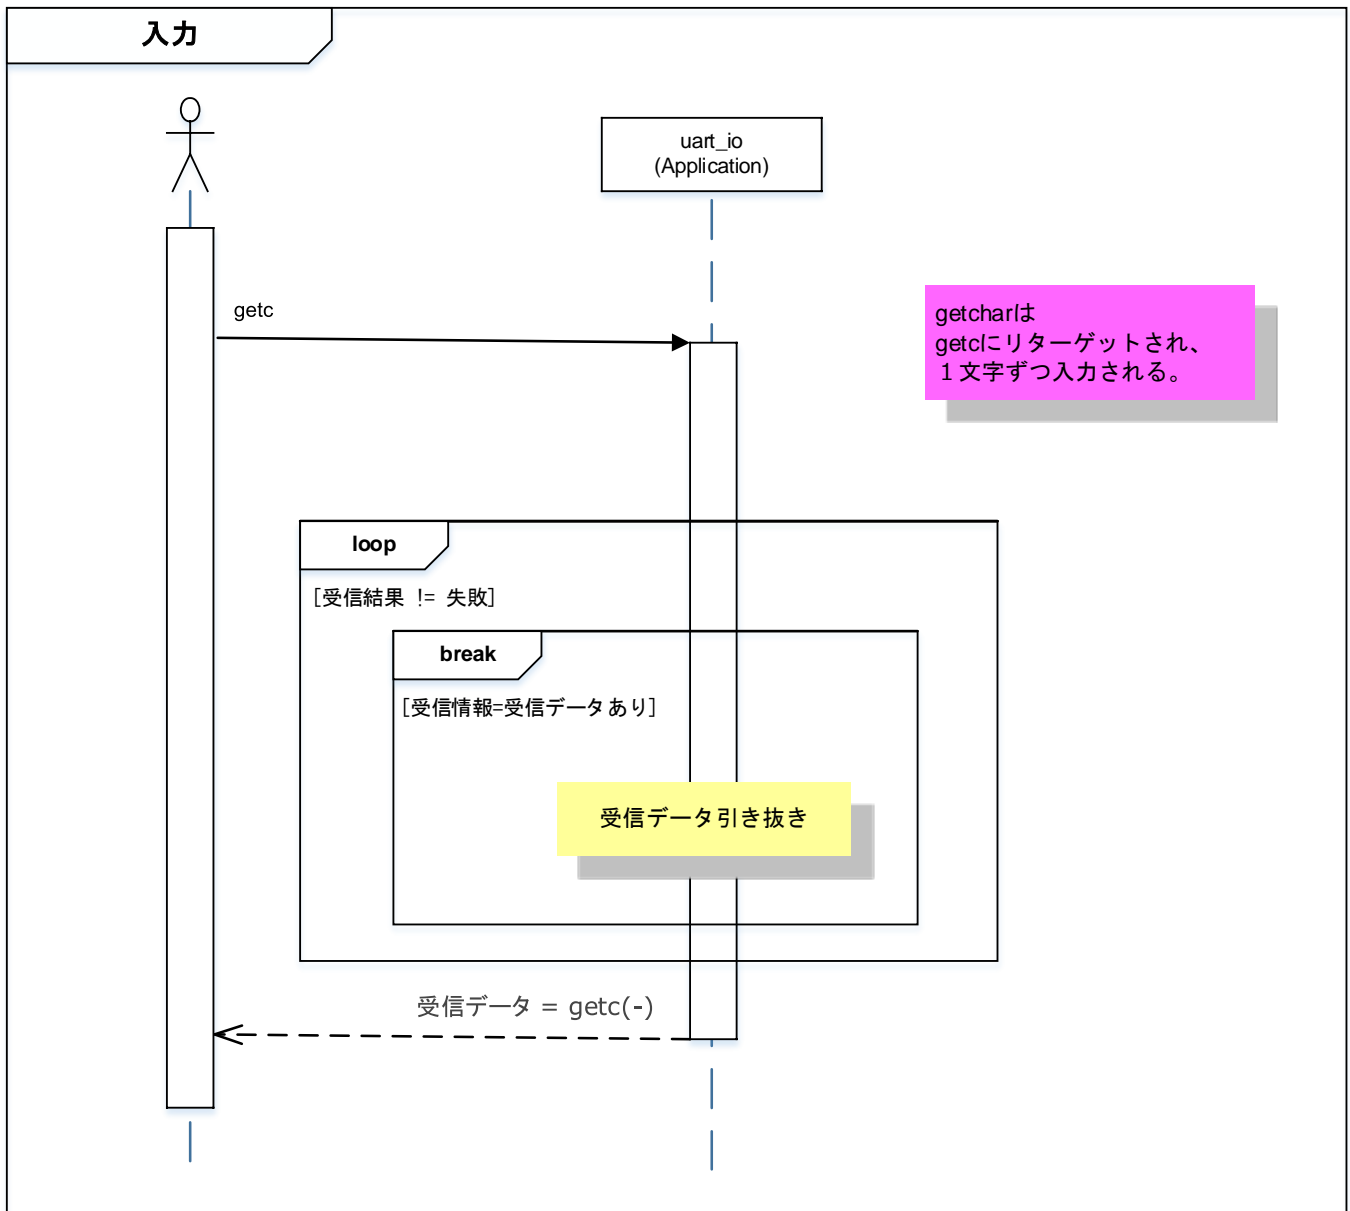 入力
uart_io
(Application)
getc
getcharは
getcにリターゲットされ、
１文字ずつ入力される。
loop
[受信結果 != 失敗]
break
[受信情報=受信データあり]
受信データ引き抜き
受信データ = getc(-)